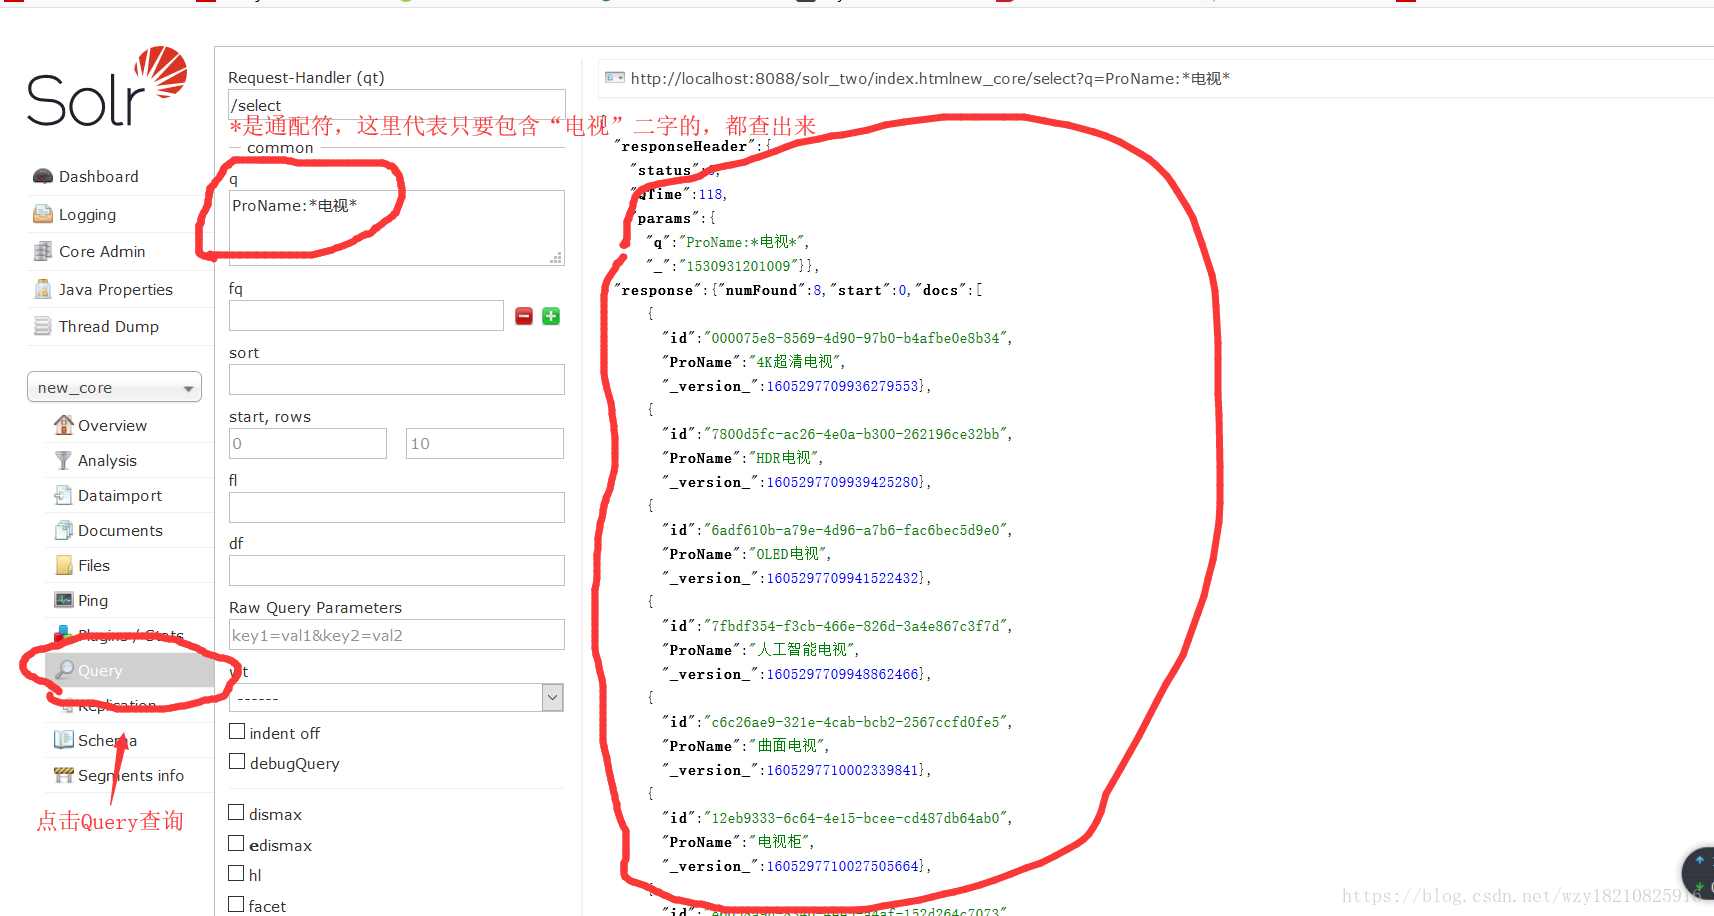 Solr
Dashboard
Logging
Core Admin
Java Properties
Thread Dump
new_core
Overview
Analysis
Dataimport
Documents
Files
Ping
Plugins / Stats
Query
Replication
Schema
Segments info
点击Query查询
Request-Handler (qt)
/select
*是通配符，这里代表只要包含“电视”二字的，都查出来
common
q
ProName:*电视*
fq
sort
start, rows
0 10
fl
df
Raw Query Parameters
key1=val1&key2=val2
wt
------
indent off
debugQuery
dismax
edismax
hl
facet
http://localhost:8088/solr_two/index.htmlnew_core/select?q=ProName:*电视*
"responseHeader":{
"status":0,
"QTime":118,
"params":{
"q":"ProName:*电视*",
"_":"1530931201009"}},
"response":{"numFound":8,"start":0,"docs":[
{
"id":"000075e8-8569-4d90-97b0-b4afbe0e8b34",
"ProName":"4K超清电视",
"_version_":1605297709936279553},
{
"id":"7800d5fc-ac26-4e0a-b300-262196ce32bb",
"ProName":"HDR电视",
"_version_":1605297709939425280},
{
"id":"6adf610b-a79e-4d96-a7b6-fac6bec5d9e0",
"ProName":"OLED电视",
"_version_":1605297709941522432},
{
"id":"7fbdf354-f3cb-466e-826d-3a4e867c3f7d",
"ProName":"人工智能电视",
"_version_":1605297709948862466},
{
"id":"c6c26ae9-321e-4cab-bcb2-2567ccfd0fe5",
"ProName":"曲面电视",
"_version_":1605297710002339841},
{
"id":"12eb9333-6c64-4e15-bcee-cd487db64ab0",
"ProName":"电视柜",
"_version_":1605297710027505664},
{
"id":
https://blog.csdn.net/wzy18210825916